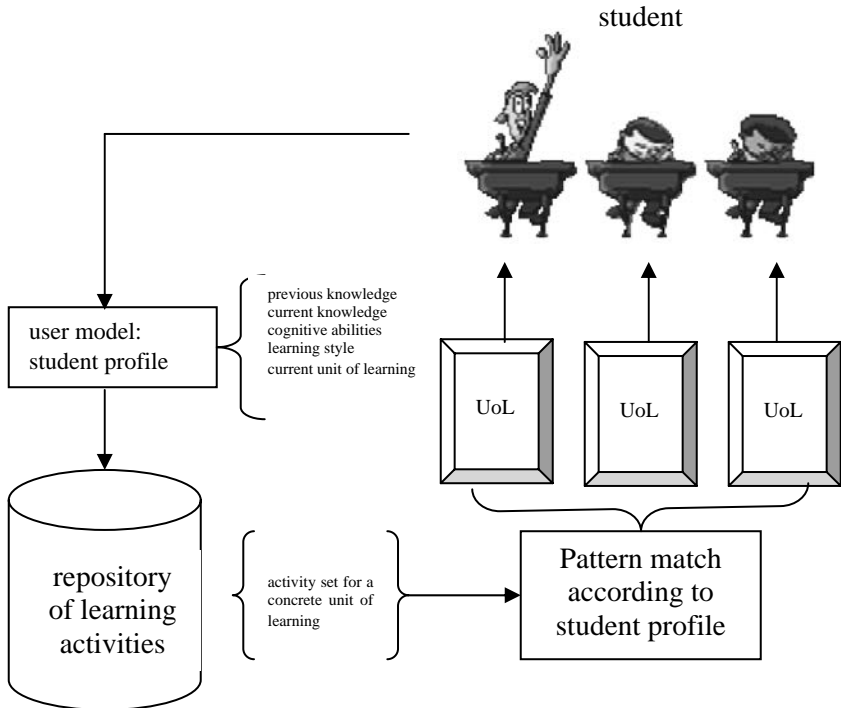 student
previous knowledge
current knowledge
cognitive abilities
learning style
current unit of learning
user model:
student profile
UoL
UoL
UoL
repository
of learning
activities
activity set for a
concrete unit of
learning
Pattern match
according to
student profile